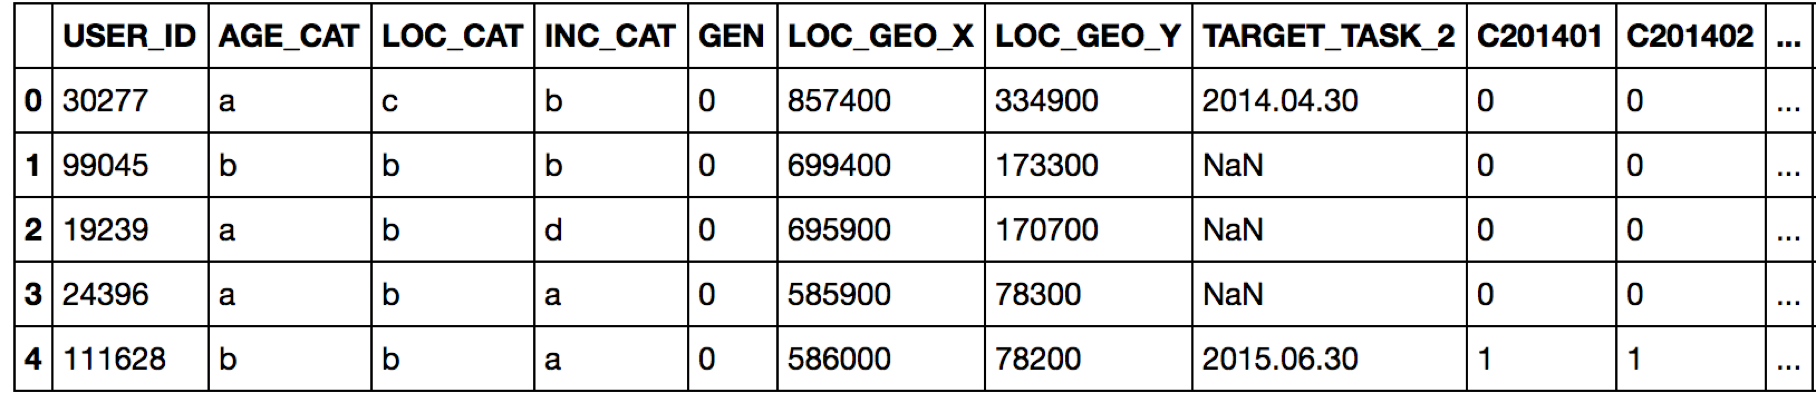 USER_ID AGE_CAT LOC_CAT INC_CAT GEN LOC_GEO_X LOC_GEO_Y TARGET_TASK_2 C201401 C201402 ...
0 30277 a c b 0 857400 334900 2014.04.30 0 0 ...
1 99045 b b b 0 699400 173300 NaN 0 0 ...
2 19239 a b d 0 695900 170700 NaN 0 0 ...
3 24396 a b a 0 585900 78300 NaN 0 0 ...
4 111628 b b a 0 586000 78200 2015.06.30 1 1 ...